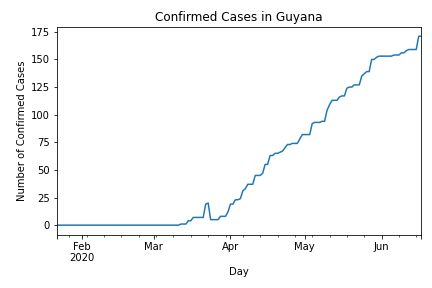 Confirmed Cases in Guyana
Number of Confirmed Cases
175
150
125
100
75
50
25
0
Feb
2020
Mar
Apr
May
Jun
Day